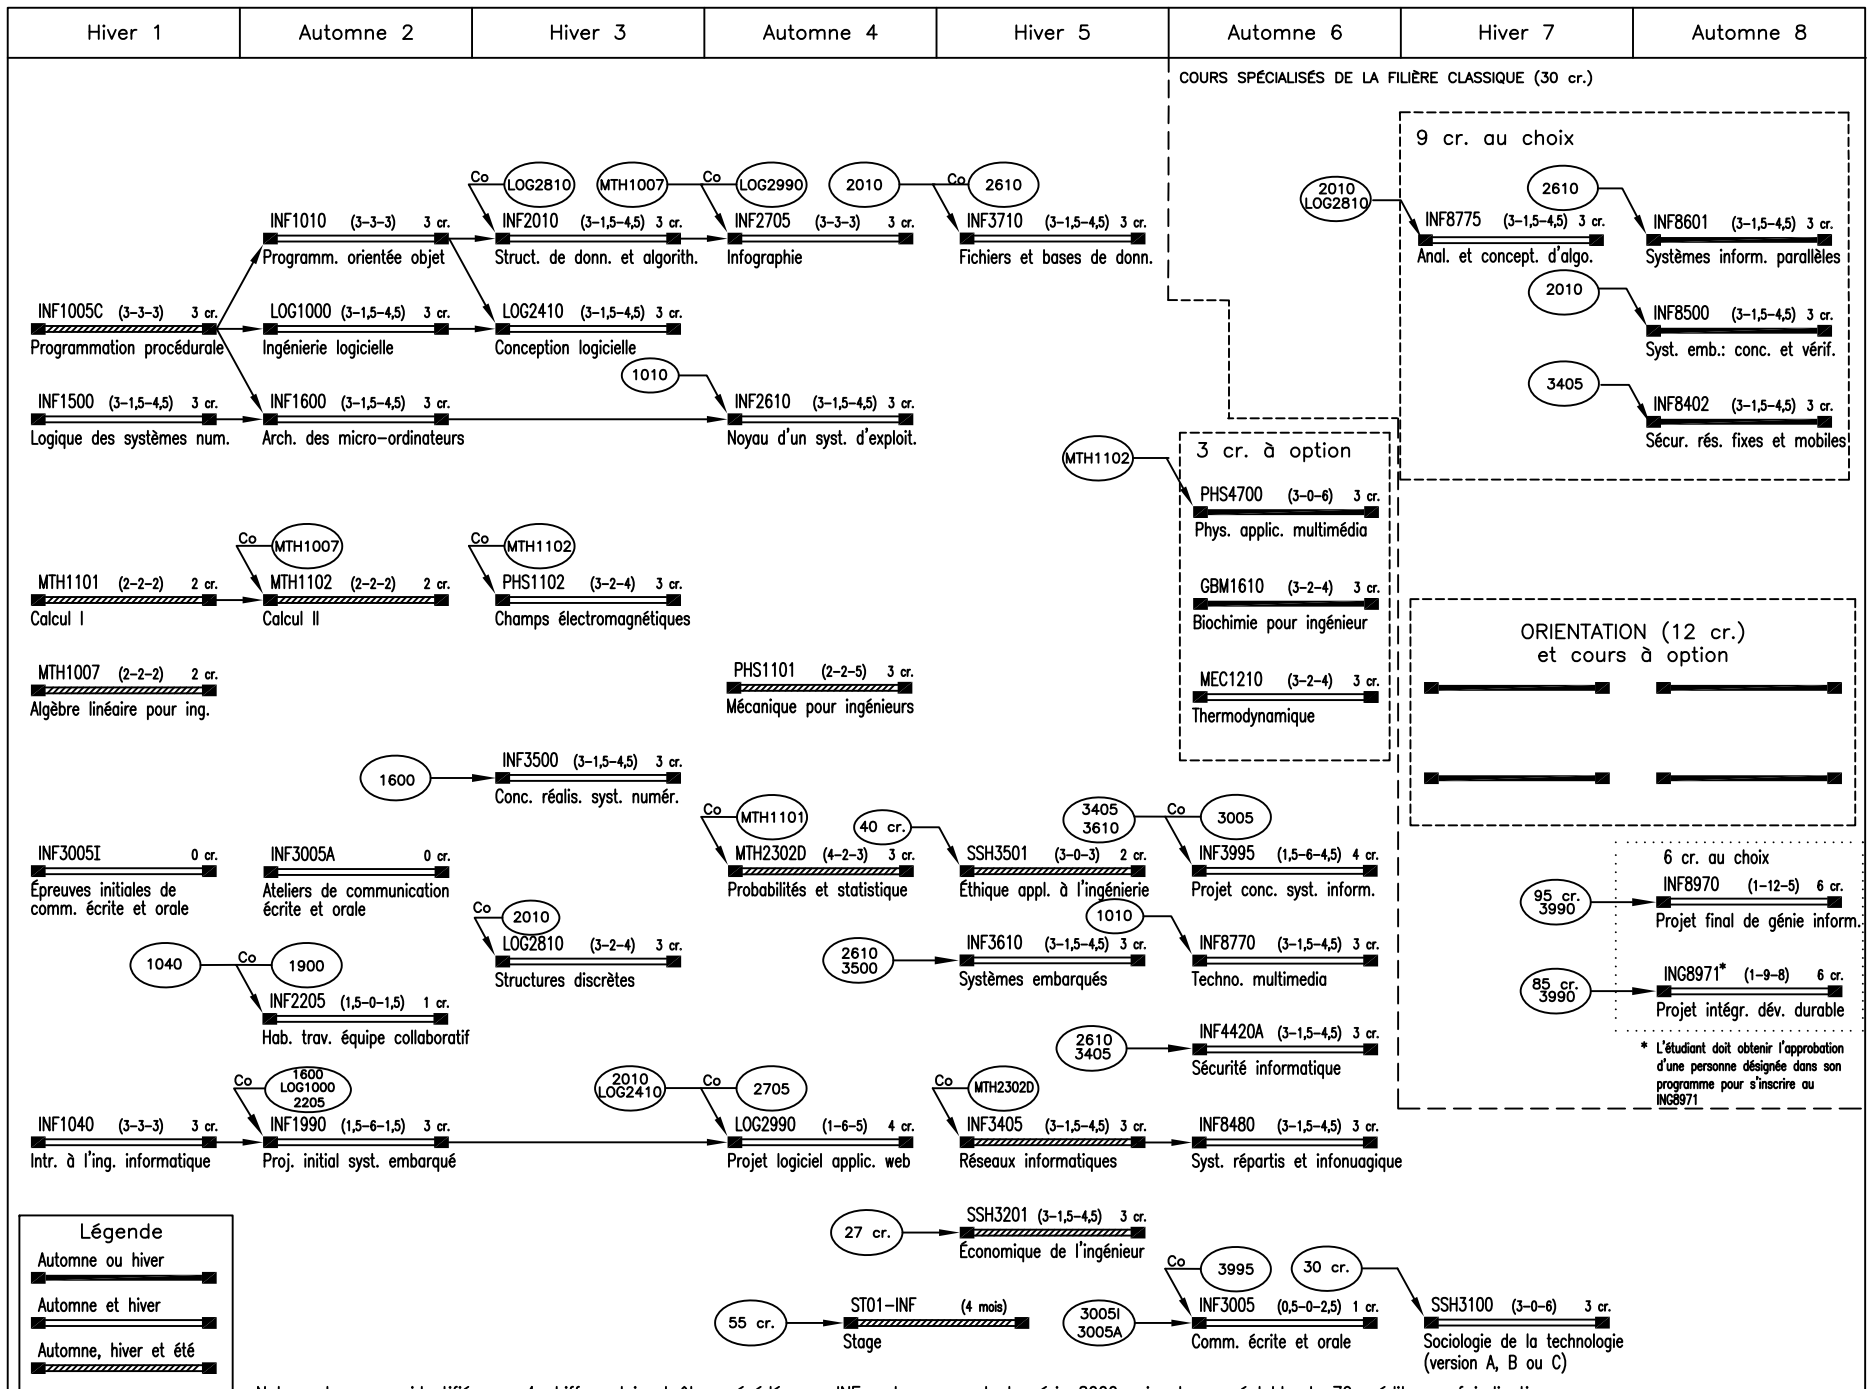 Hiver 1
Automne 2
Hiver 3
Automne 4
Hiver 5
Automne 6
Hiver 7
Automne 8
COURS SPÉCIALISÉS DE LA FILIÈRE CLASSIQUE (30 cr.)
9 cr. au choix
Co
LOG2810
MTH1007
Co
LOG2990
2010
Co
2610
2010
LOG2810
2610
INF1010 (3-3-3) 3 cr.
Programm. orientée objet
INF2010 (3-1,5-4,5) 3 cr.
Struct. de donn. et algorith.
INF2705 (3-3-3) 3 cr.
Infographie
INF3710 (3-1,5-4,5) 3 cr.
Fichiers et bases de donn.
INF8775 (3-1,5-4,5) 3 cr.
Anal. et concept. d'algo.
INF8601 (3-1,5-4,5) 3 cr.
Systèmes inform. parallèles
2010
INF1005C (3-3-3) 3 cr.
Programmation procédurale
LOG1000 (3-1,5-4,5) 3 cr.
Ingénierie logicielle
LOG2410 (3-1,5-4,5) 3 cr.
Conception logicielle
INF8500 (3-1,5-4,5) 3 cr.
Syst. emb.: conc. et vérif.
1010
3405
INF1500 (3-1,5-4,5) 3 cr.
Logique des systèmes num.
INF1600 (3-1,5-4,5) 3 cr.
Arch. des micro-ordinateurs
INF2610 (3-1,5-4,5) 3 cr.
Noyau d'un syst. d'exploit.
INF8402 (3-1,5-4,5) 3 cr.
Sécur. rés. fixes et mobiles
MTH1102
3 cr. à option
PHS4700 (3-0-6) 3 cr.
Phys. applic. multimédia
Co
MTH1007
Co
MTH1102
MTH1101 (2-2-2) 2 cr.
Calcul I
MTH1102 (2-2-2) 2 cr.
Calcul II
PHS1102 (3-2-4) 3 cr.
Champs électromagnétiques
GBM1610 (3-2-4) 3 cr.
Biochimie pour ingénieur
ORIENTATION (12 cr.)
et cours à option
MTH1007 (2-2-2) 2 cr.
Algèbre linéaire pour ing.
PHS1101 (2-2-5) 3 cr.
Mécanique pour ingénieurs
MEC1210 (3-2-4) 3 cr.
Thermodynamique
1600
INF3500 (3-1,5-4,5) 3 cr.
Conc. réalis. syst. numér.
Co
MTH1101
40 cr.
3405
3610
Co
3005
INF3005I 0 cr.
Épreuves initiales de
comm. écrite et orale
INF3005A 0 cr.
Ateliers de communication
écrite et orale
MTH2302D (4-2-3) 3 cr.
Probabilités et statistique
SSH3501 (3-0-3) 2 cr.
Éthique appl. à l'ingénierie
INF3995 (1,5-6-4,5) 4 cr.
Projet conc. syst. inform.
6 cr. au choix
95 cr.
3990
INF8970 (1-12-5) 6 cr.
Projet final de génie inform.
Co
2010
LOG2810 (3-2-4) 3 cr.
Structures discrètes
2610
3500
INF3610 (3-1,5-4,5) 3 cr.
Systèmes embarqués
1010
INF8770 (3-1,5-4,5) 3 cr.
Techno. multimedia
85 cr.
3990
ING8971* (1-9-8) 6 cr.
Projet intégr. dév. durable
1040
Co
1900
INF2205 (1,5-0-1,5) 1 cr.
Hab. trav. équipe collaboratif
2610
3405
INF4420A (3-1,5-4,5) 3 cr.
Sécurité informatique
* L'étudiant doit obtenir l'approbation
d'une personne désignée dans son
programme pour s'inscrire au
ING8971
Co
1600
LOG1000
2205
2010
LOG2410
Co
2705
Co
MTH2302D
INF1040 (3-3-3) 3 cr.
Intr. à l'ing. informatique
INF1990 (1,5-6-1,5) 3 cr.
Proj. initial syst. embarqué
LOG2990 (1-6-5) 4 cr.
Projet logiciel applic. web
INF3405 (3-1,5-4,5) 3 cr.
Réseaux informatiques
INF8480 (3-1,5-4,5) 3 cr.
Syst. répartis et infonuagique
27 cr.
SSH3201 (3-1,5-4,5) 3 cr.
Économique de l'ingénieur
Co
3995
30 cr.
55 cr.
ST01-INF (4 mois)
Stage
3005I
3005A
INF3005 (0,5-0-2,5) 1 cr.
Comm. écrite et orale
SSH3100 (3-0-6) 3 cr.
Sociologie de la technologie
(version A, B ou C)
Légende
Automne ou hiver
Automne et hiver
Automne, hiver et été